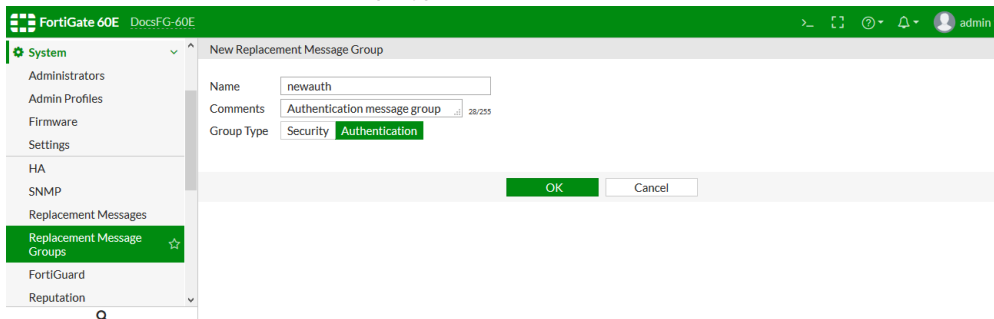 FortiGate 60E DocsFG-60E
>_ admin
System
New Replacement Message Group
Administrators
Admin Profiles
Firmware
Settings
HA
SNMP
Replacement Messages
Replacement Message
Groups
FortiGuard
Reputation
Name newauth
Comments Authentication message group 28/255
Group Type Security Authentication
OK Cancel